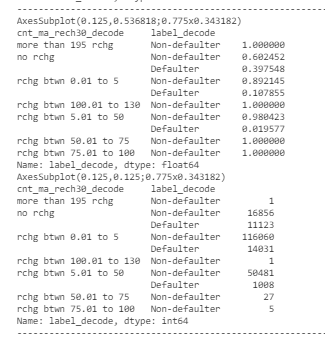 AxesSubplot(0.125,0.536818;0.775x0.343182)
cnt_ma_rech30_decode    label_decode
more than 195 rchg      Non-defaulter    1.000000
no rchg                 Non-defaulter    0.602452
                        Defaulter        0.397548
rchg btwn 0.01 to 5     Non-defaulter    0.892145
                        Defaulter        0.107855
rchg btwn 100.01 to 130 Non-defaulter    1.000000
rchg btwn 5.01 to 50    Non-defaulter    0.980423
                        Defaulter        0.019577
rchg btwn 50.01 to 75   Non-defaulter    1.000000
rchg btwn 75.01 to 100  Non-defaulter    1.000000
Name: label_decode, dtype: float64
AxesSubplot(0.125,0.125;0.775x0.343182)
cnt_ma_rech30_decode    label_decode
more than 195 rchg      Non-defaulter         1
no rchg                 Non-defaulter     16856
                        Defaulter         11123
rchg btwn 0.01 to 5     Non-defaulter    116060
                        Defaulter         14031
rchg btwn 100.01 to 130 Non-defaulter         1
rchg btwn 5.01 to 50    Non-defaulter     50481
                        Defaulter          1008
rchg btwn 50.01 to 75   Non-defaulter        27
rchg btwn 75.01 to 100  Non-defaulter         5
Name: label_decode, dtype: int64